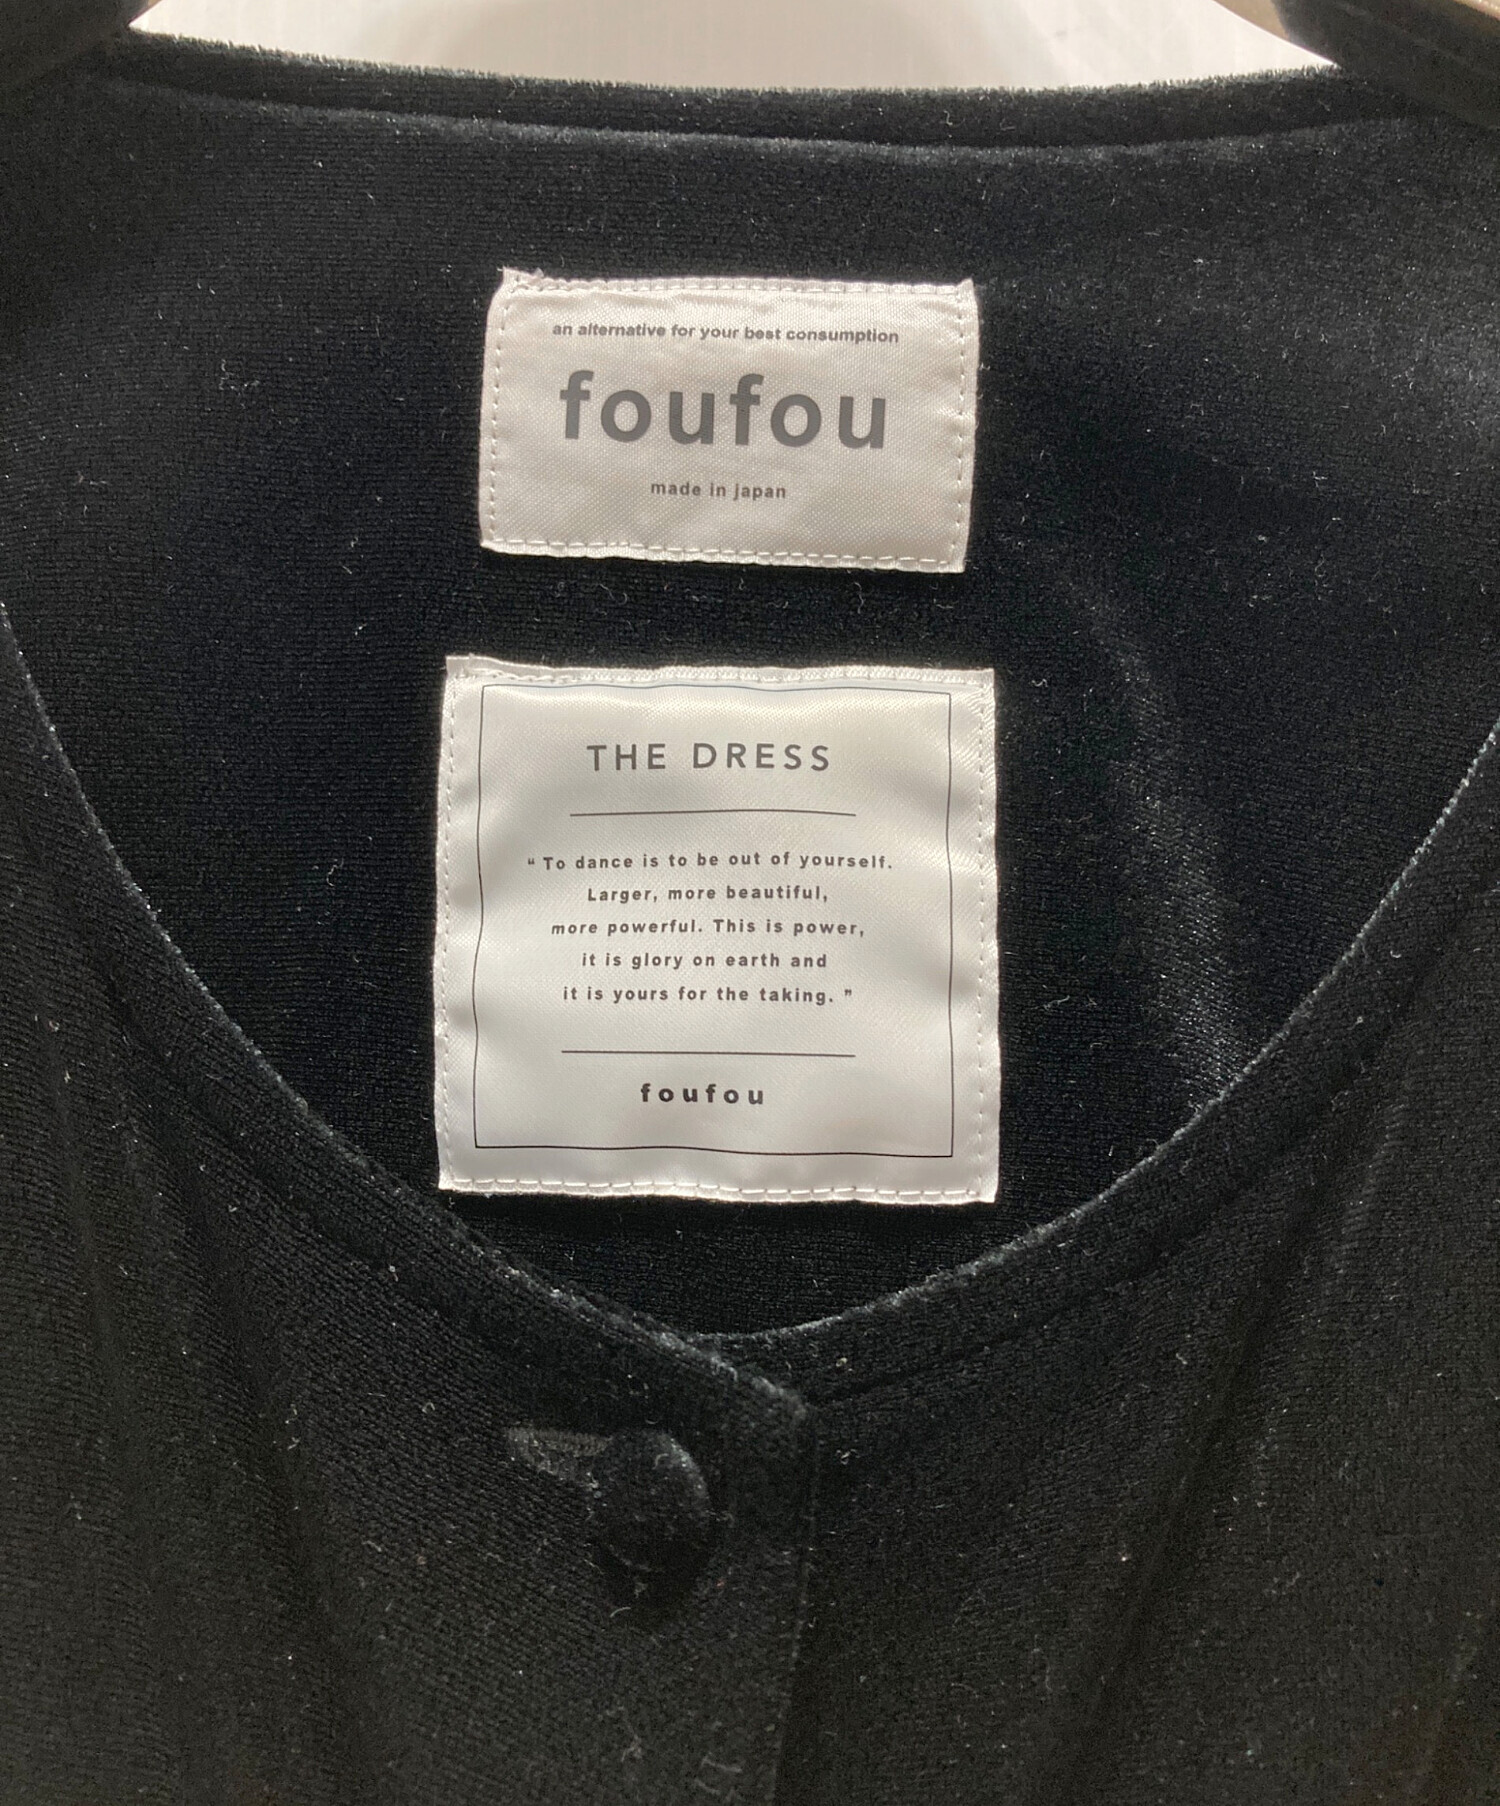 an alternative for your best consumption
foufou
made in japan
THE DRESS
“ To dance is to be out of yourself.
Larger, more beautiful,
more powerful. This is power,
it is glory on earth and
it is yours for the taking. ”
foufou